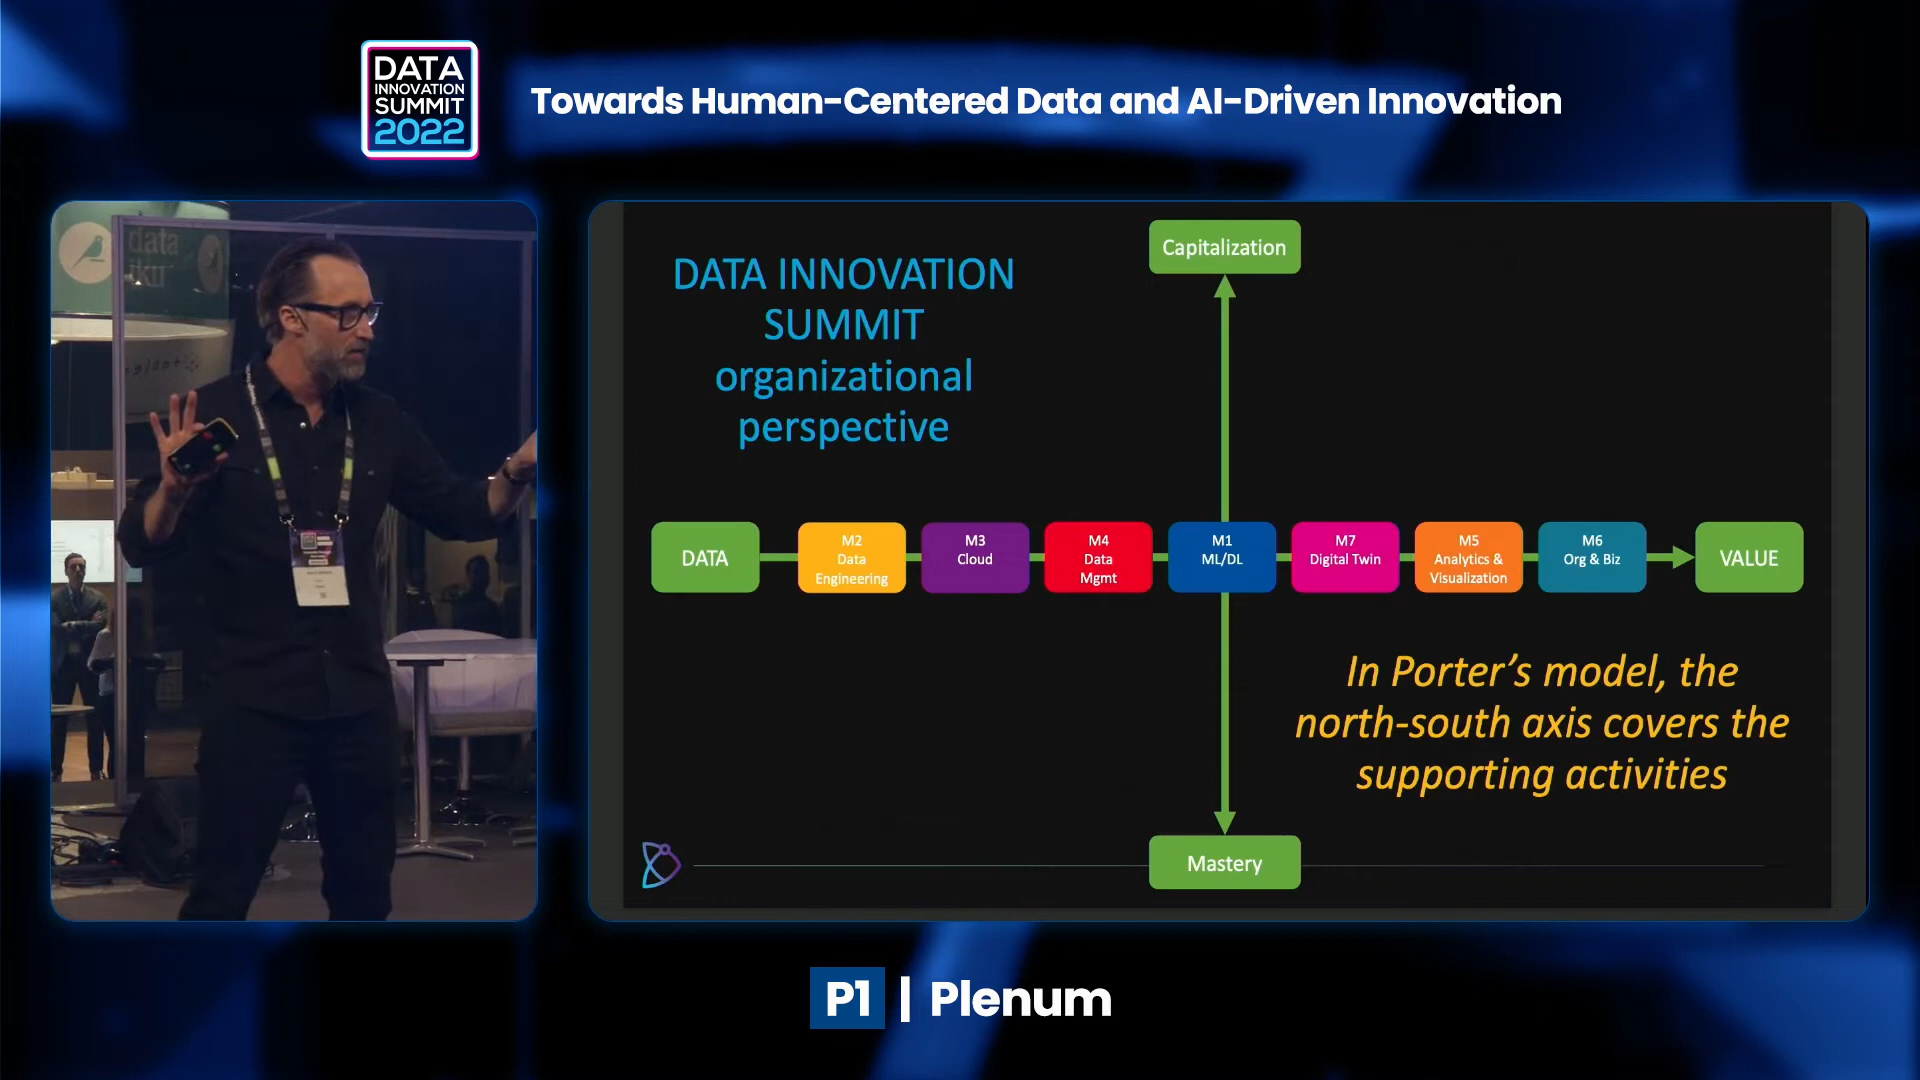 DATA
INNOVATION
SUMMIT
2022
Towards Human-Centered Data and AI-Driven Innovation
data
iku
DATA INNOVATION
SUMMIT
organizational
perspective
Capitalization
DATA
M2
Data
Engineering
M3
Cloud
M4
Data
Mgmt
M1
ML/DL
M7
Digital Twin
M5
Analytics &
Visualization
M6
Org & Biz
VALUE
In Porter’s model, the
north-south axis covers the
supporting activities
Mastery
P1 | Plenum